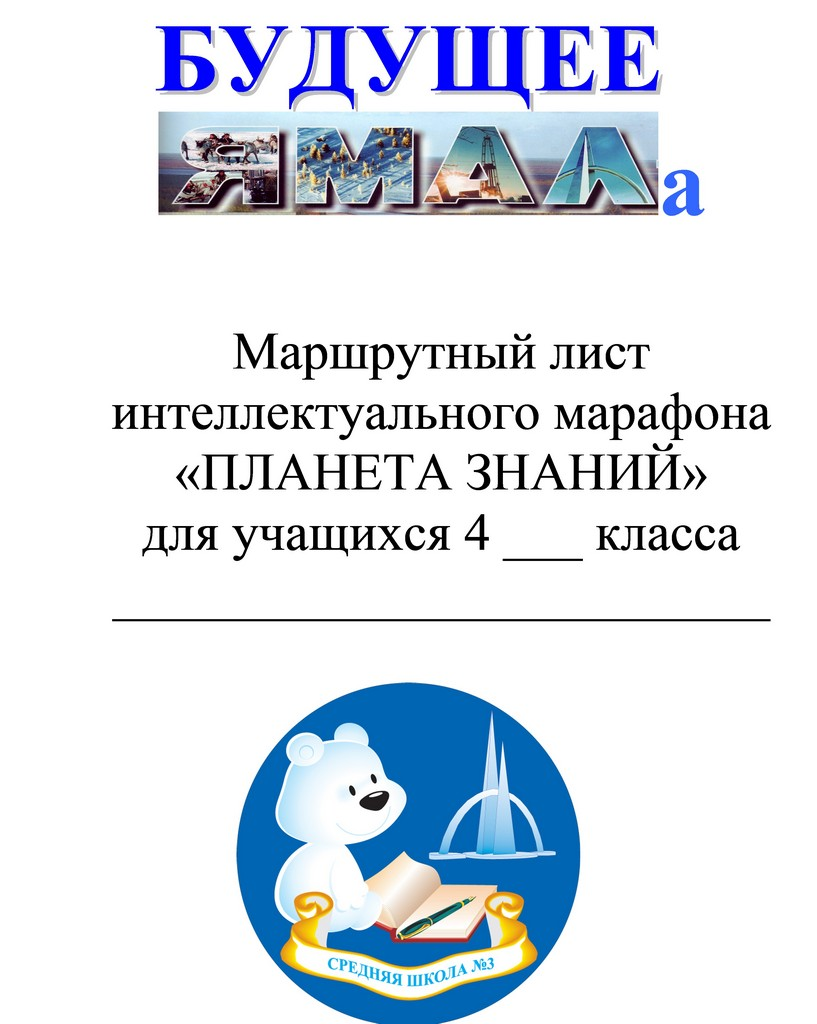 БУДУЩЕЕ
ЯМАЛа
Маршрутный лист
интеллектуального марафона
«ПЛАНЕТА ЗНАНИЙ»
для учащихся 4 ___ класса
СРЕДНЯЯ ШКОЛА №3